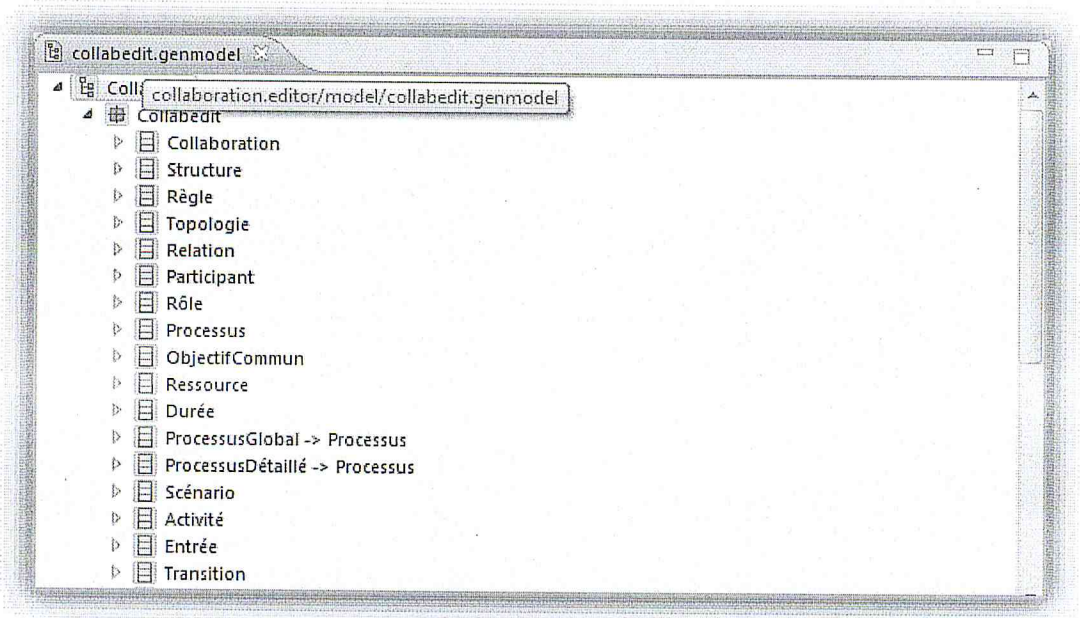 collabedit.genmodel
Coll
collaboration.editor/model/collabedit.genmodel
Collabedit
Collaboration
Structure
Règle
Topologie
Relation
Participant
Rôle
Processus
ObjectifCommun
Ressource
Durée
ProcessusGlobal -> Processus
ProcessusDétaillé -> Processus
Scénario
Activité
Entrée
Transition